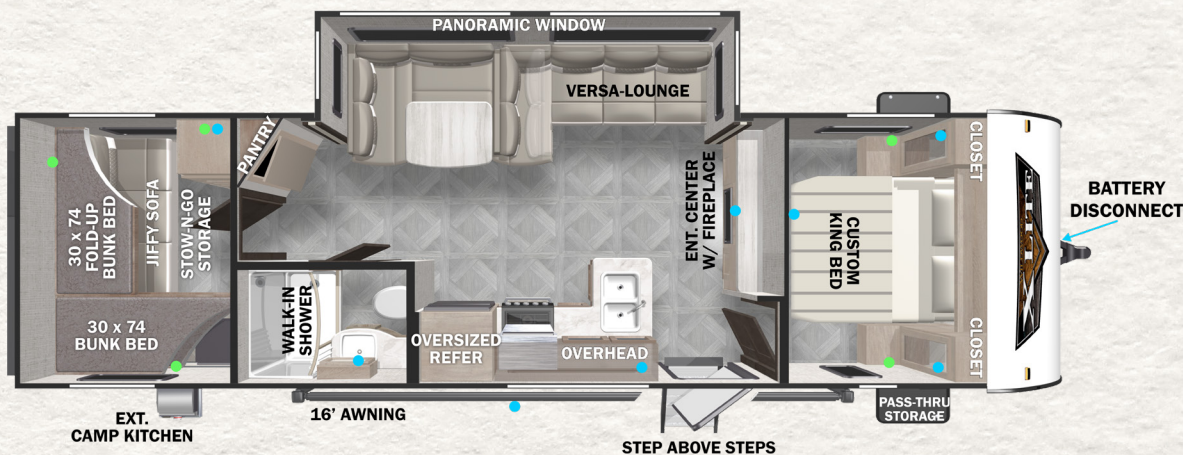 PANORAMIC WINDOW
VERSA-LOUNGE
PANTRY
30 x 74
FOLD-UP
BUNK BED
JIFFY SOFA
STOW-N-GO
STORAGE
30 x 74
BUNK BED
WALK-IN
SHOWER
OVERSIZED
REFER
OVERHEAD
ENT. CENTER
W/ FIREPLACE
CUSTOM
KING BED
CLOSET
CLOSET
BATTERY
DISCONNECT
PASS-THRU
STORAGE
EXT.
CAMP KITCHEN
16' AWNING
STEP ABOVE STEPS